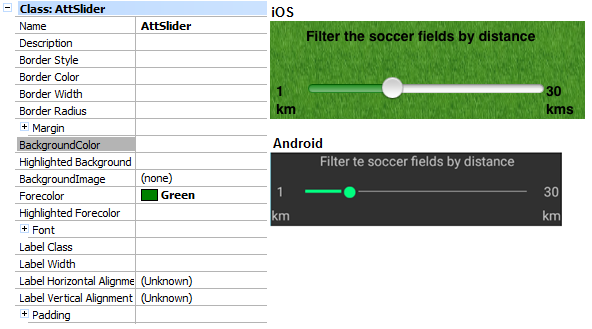 Class: AttSlider
Name AttSlider
Description
Border Style
Border Color
Border Width
Border Radius
Margin
BackgroundColor
Highlighted Background
BackgroundImage (none)
Forecolor Green
Highlighted Forecolor
Font
Label Class
Label Width
Label Horizontal Alignme (Unknown)
Label Vertical Alignment (Unknown)
Padding
iOS
Filter the soccer fields by distance
1 30
km kms
Android
Filter te soccer fields by distance
1 30
km km